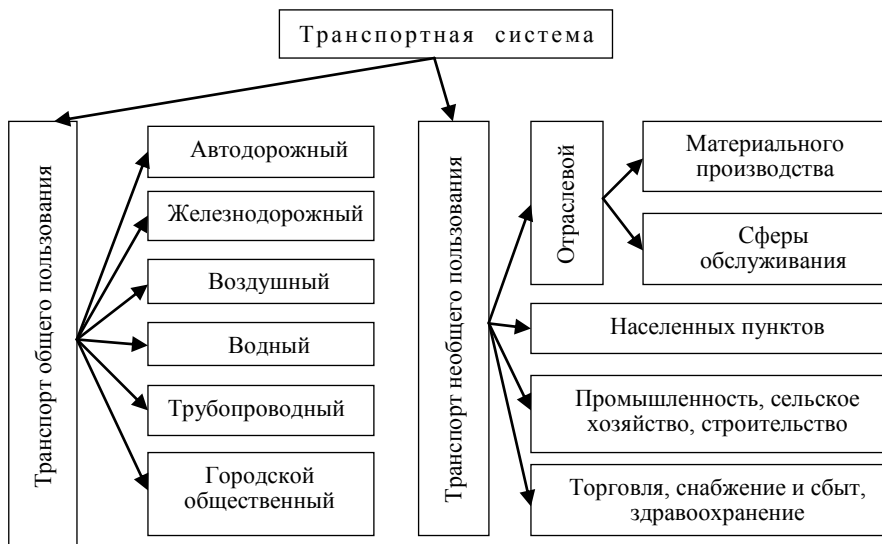 Транспортная система
Транспорт общего пользования
Автодорожный
Железнодорожный
Воздушный
Водный
Трубопроводный
Городской
общественный
Транспорт необщего пользования
Отраслевой
Материального
производства
Сферы
обслуживания
Населенных пунктов
Промышленность, сельское
хозяйство, строительство
Торговля, снабжение и сбыт,
здравоохранение